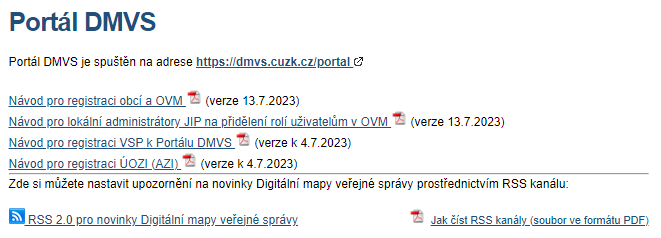 Portál DMVS
Portál DMVS je spuštěn na adrese https://dmvs.cuzk.cz/portal
Návod pro registraci obcí a OVM (verze 13.7.2023)
Návod pro lokální administrátory JIP na přidělení rolí uživatelům v OVM (verze 13.7.2023)
Návod pro registraci VSP k Portálu DMVS (verze k 4.7.2023)
Návod pro registraci ÚOZI (AZI) (verze k 4.7.2023)
Zde si můžete nastavit upozornění na novinky Digitální mapy veřejné správy prostřednictvím RSS kanálu:
RSS 2.0 pro novinky Digitální mapy veřejné správy Jak číst RSS kanály (soubor ve formátu PDF)